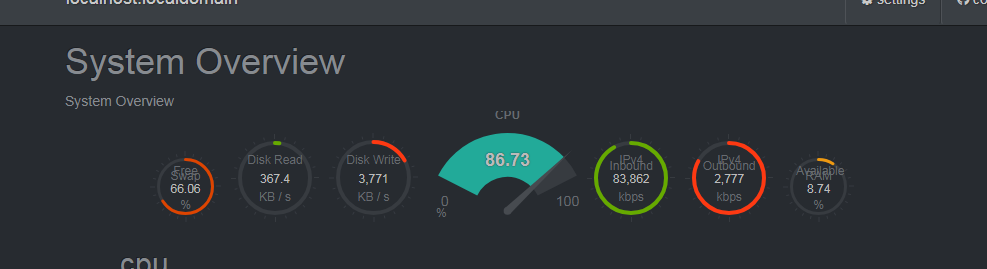 localhost.localdomain
settings
System Overview
System Overview
CPU
Free
Swap
66.06
%
Disk Read
367.4
KB / s
Disk Write
3,771
KB / s
86.73
0
100
%
IPv4
Inbound
83,862
kbps
IPv4
Outbound
2,777
kbps
Available
RAM
8.74
%
cpu